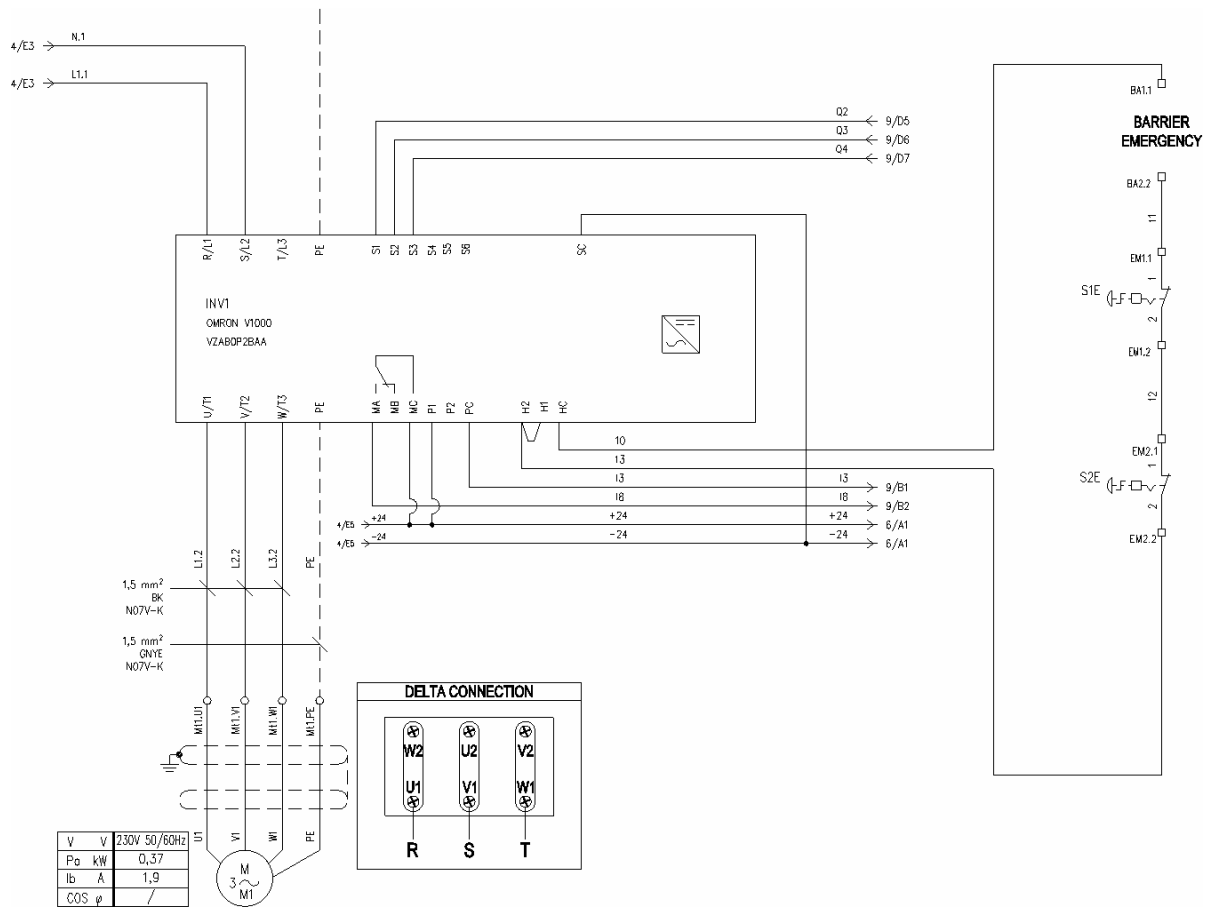 4/E3
N.1
4/E3
L1.1
Q2
9/D5
Q3
9/D6
Q4
9/D7
BA1.1
BARRIER
EMERGENCY
BA2.2
11
EM1.1
1
S1E
2
EM1.2
12
EM2.1
1
S2E
2
EM2.2
R/L1
S/L2
T/L3
PE
S1
S2
S3
S4
S5
S6
SC
INV1
OMRON V1000
VZAB0P2BAA
U/T1
V/T2
W/T3
PE
MA
MB
MC
P1
P2
PC
H2
H1
HC
10
13
I3
I3
9/B1
I8
I8
9/B2
4/E5
+24
+24
+24
6/A1
4/E5
-24
-24
-24
6/A1
L1.2
L2.2
L3.2
PE
1,5 mm²
BK
N07V-K
1,5 mm²
GNYE
N07V-K
Mt1.U1
Mt1.V1
Mt1.W1
Mt1.PE
U1
V1
W1
PE
M
3
M1
V V 230V 50/60Hz
Pa kW 0,37
Ib A 1,9
COS φ /
DELTA CONNECTION
W2 U2 V2
U1 V1 W1
R S T